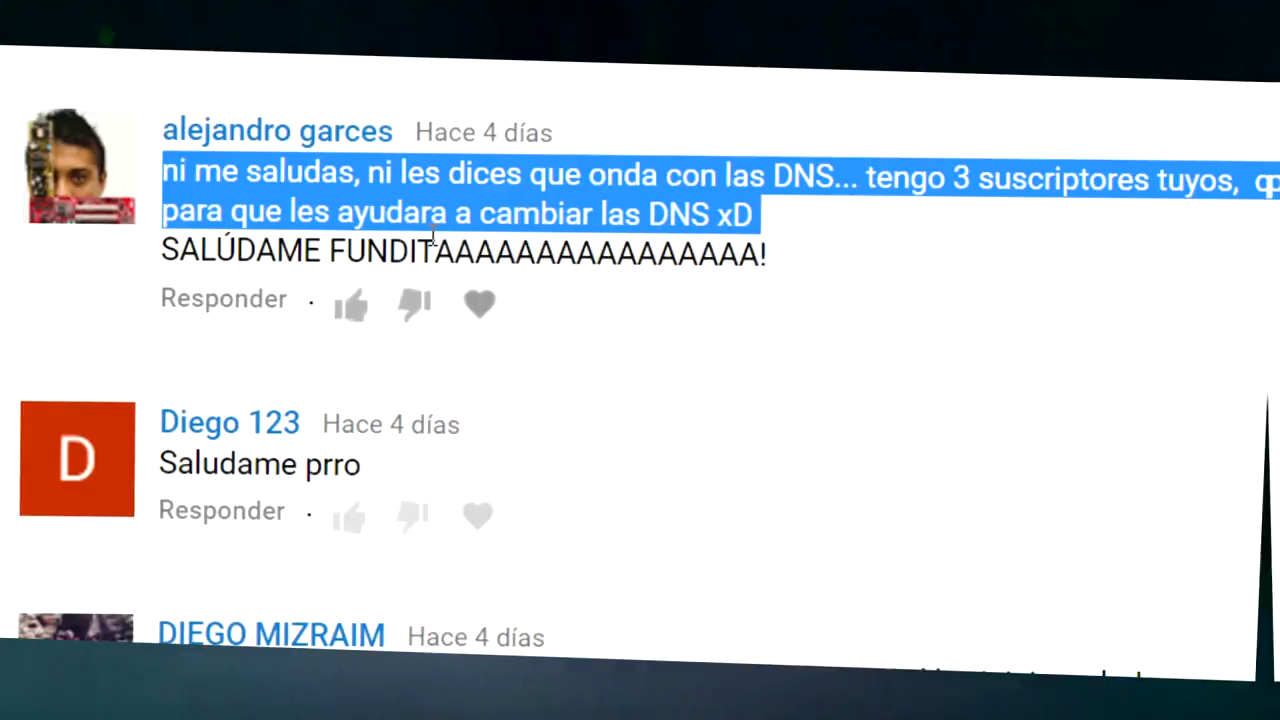 alejandro garces Hace 4 días
ni me saludas, ni les dices que onda con las DNS... tengo 3 suscriptores tuyos,
para que les ayudara a cambiar las DNS xD
SALÚDAME FUNDITAAAAAAAAAAAAAAAA!
Responder
D
Diego 123 Hace 4 días
Saludame prro
Responder
DIEGO MIZRAIM Hace 4 días